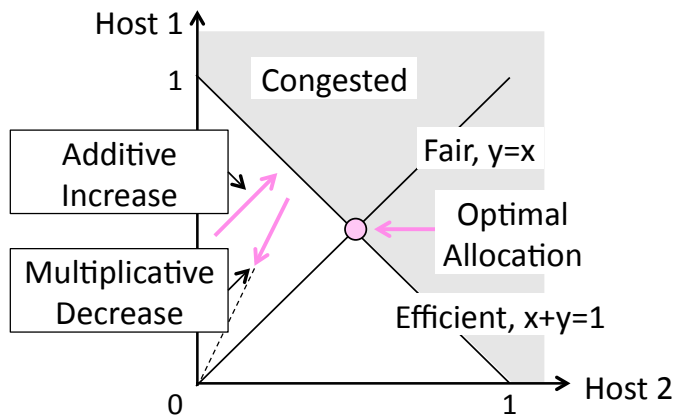 Host 1
1
Congested
Additive
Increase
Fair, y=x
Optimal
Allocation
Multiplicative
Decrease
Efficient, x+y=1
0
1
Host 2